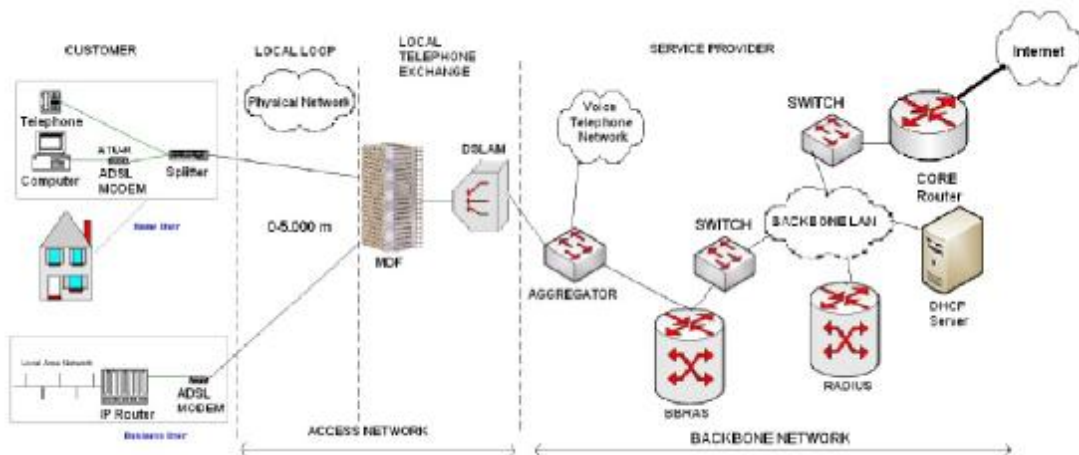 CUSTOMER
LOCAL LOOP
LOCAL
TELEPHONE
EXCHANGE
SERVICE PROVIDER
Internet
Physical Network
Voice
Telephone
Network
SWITCH
Telephone
Computer
ADSL
MODEM
Splitter
DSLAM
CORE
Router
Home User
0/5.000 m
MDF
SWITCH
BACKBONE LAN
AGGREGATOR
DHCP
Server
Local Area Network
IP Router
ADSL
MODEM
Business User
BBRAS
RADIUS
ACCESS NETWORK
BACKBONE NETWORK